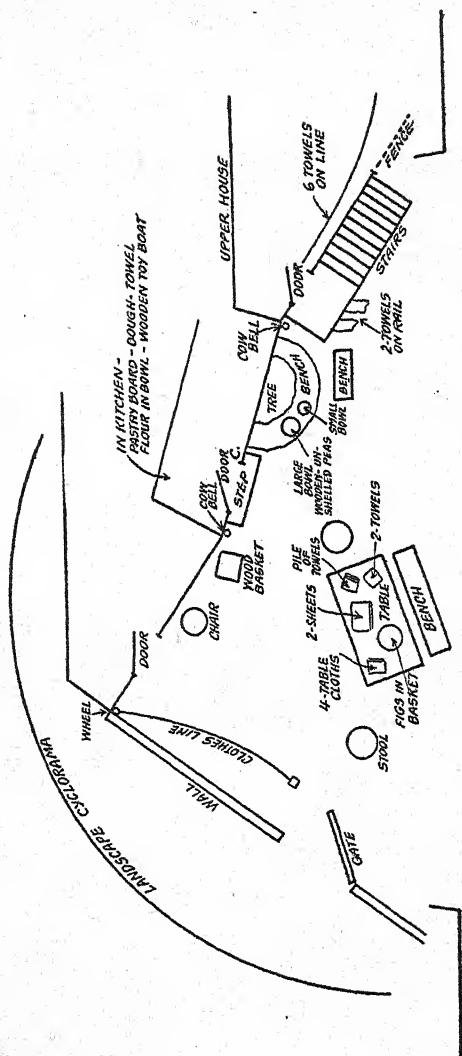 LANDSCAPE CYCLORAMA
WHEEL
WALL
CLOTHES LINE
GATE
DOOR
CHAIR
WOOD
BASKET
IN KITCHEN -
PASTRY BOARD - DOUGH - TOWEL
FLOUR IN BOWL - WOODEN TOY BOAT
COW
BELL
DOOR
STEP
C.
TREE
BENCH
LARGE
BOWL
WOODEN-UN-
SHELLED PEAS
SMALL
BOWL
UPPER HOUSE
COW
BELL
DOOR
6 TOWELS
ON LINE
FENCE
STAIRS
2-TOWELS
ON RAIL
BENCH
STOOL
4-TABLE
CLOTHS
2-SHEETS
PILE
OF
TOWELS
2-TOWELS
TABLE
FIGS IN
BASKET
BENCH